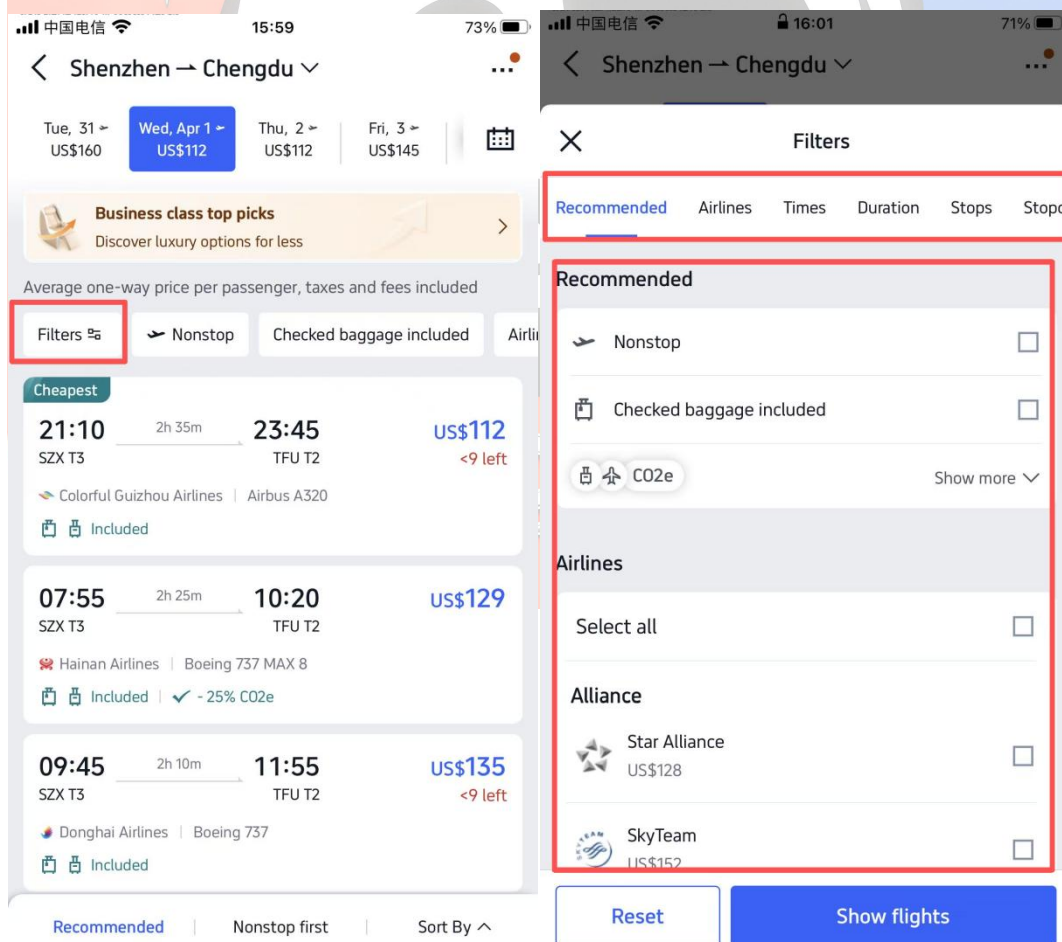 中国电信 15:59 73%
Shenzhen → Chengdu
Tue, 31 Wed, Apr 1 Thu, 2 Fri, 3
US$160 US$112 US$112 US$145
Business class top picks
Discover luxury options for less
Average one-way price per passenger, taxes and fees included
Filters Nonstop Checked baggage included Airli
Cheapest
21:10 2h 35m 23:45 US$112
SZX T3 TFU T2 <9 left
Colorful Guizhou Airlines | Airbus A320
Included
07:55 2h 25m 10:20 US$129
SZX T3 TFU T2
Hainan Airlines | Boeing 737 MAX 8
Included | - 25% CO2e
09:45 2h 10m 11:55 US$135
SZX T3 TFU T2 <9 left
Donghai Airlines | Boeing 737
Included
Recommended Nonstop first Sort By
中国电信 16:01 71%
Shenzhen → Chengdu
Filters
Recommended Airlines Times Duration Stops Stopo
Recommended
Nonstop
Checked baggage included
CO2e Show more
Airlines
Select all
Alliance
Star Alliance
US$128
SkyTeam
US$152
Reset Show flights